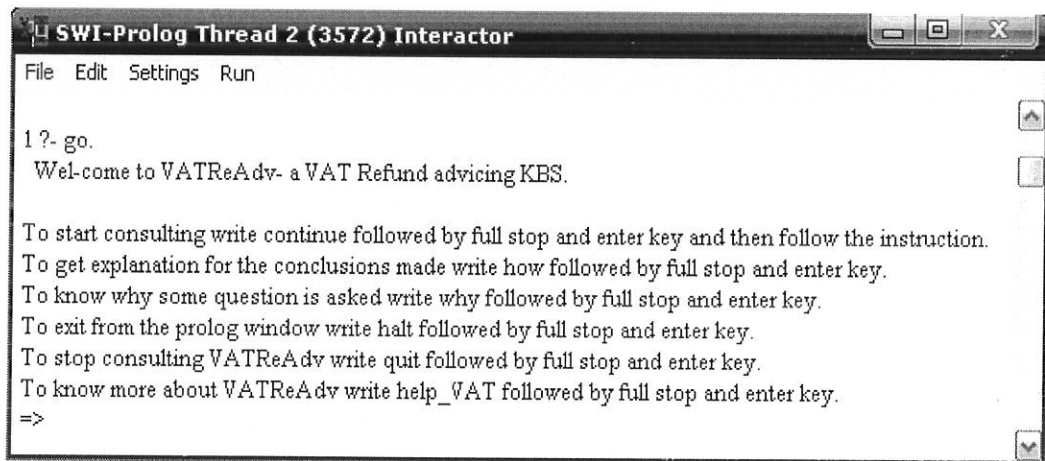 SWI-Prolog Thread 2 (3572) Interactor
File Edit Settings Run
1 ?- go.
Wel-come to VATReAdv- a VAT Refund advicing KBS.
To start consulting write continue followed by full stop and enter key and then follow the instruction.
To get explanation for the conclusions made write how followed by full stop and enter key.
To know why some question is asked write why followed by full stop and enter key.
To exit from the prolog window write halt followed by full stop and enter key.
To stop consulting VATReAdv write quit followed by full stop and enter key.
To know more about VATReAdv write help_VAT followed by full stop and enter key.
=>